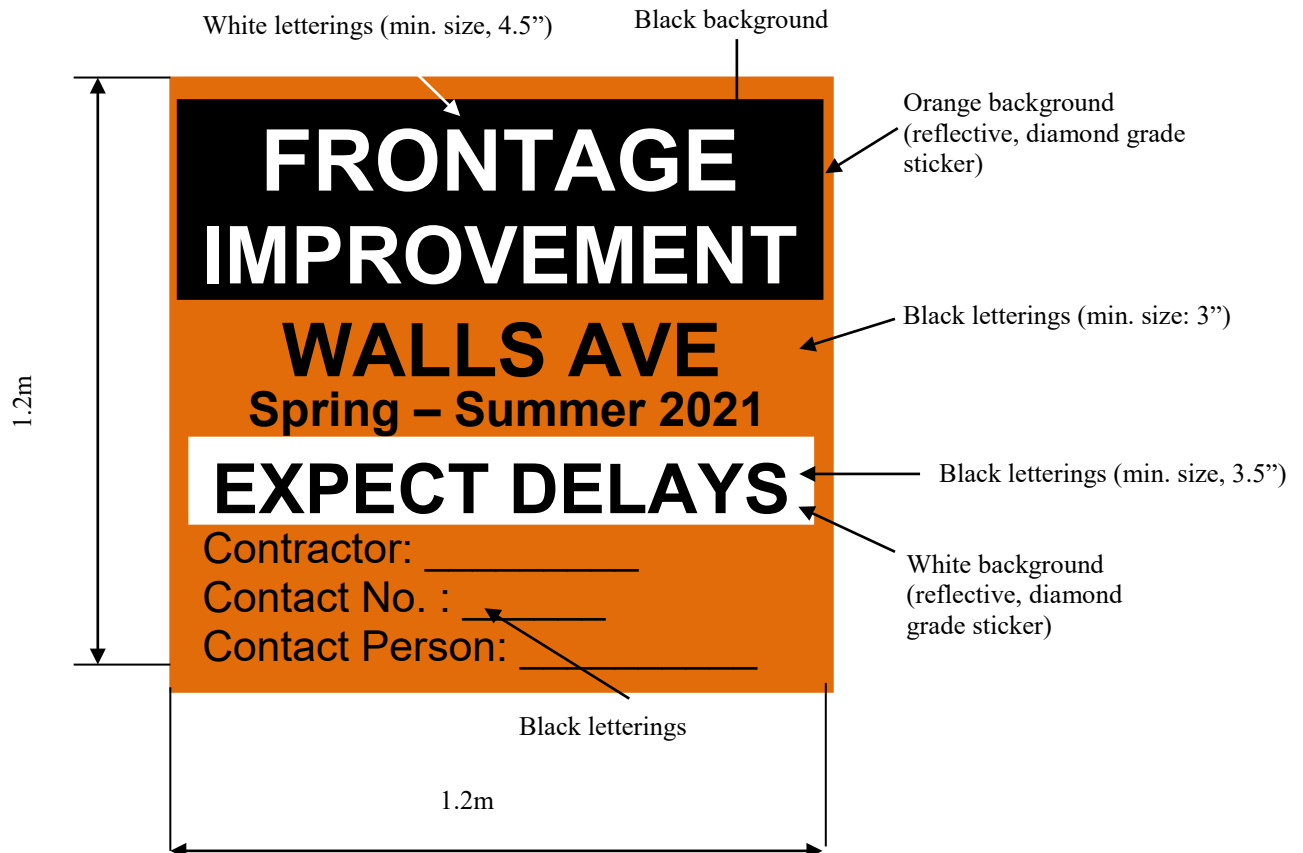 White letterings (min. size, 4.5”)
Black background
Orange background
(reflective, diamond grade
sticker)
FRONTAGE
IMPROVEMENT
WALLS AVE
Black letterings (min. size: 3”)
Spring – Summer 2021
EXPECT DELAYS
Black letterings (min. size, 3.5”)
White background
(reflective, diamond
grade sticker)
Contractor: _________
Contact No. : ______
Contact Person: __________
Black letterings
1.2m
1.2m